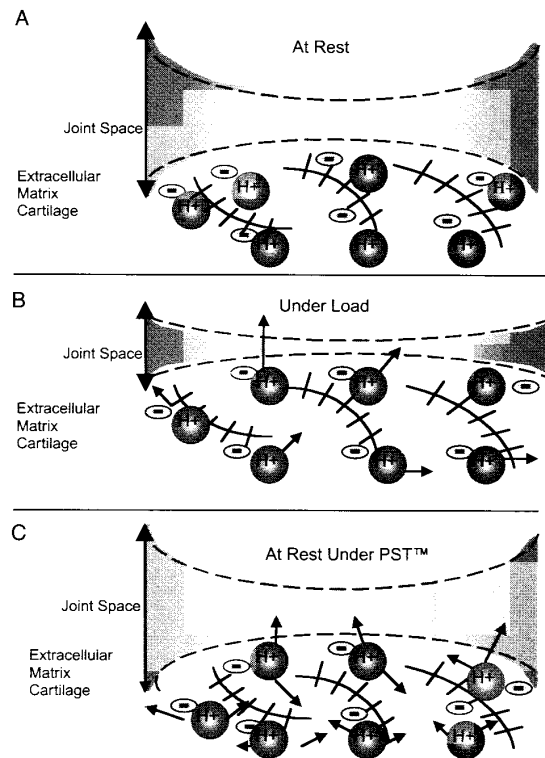 A
At Rest
Joint Space
Extracellular
Matrix
Cartilage
H+
H+
H+
H+
H+
H+
H+
B
Under Load
Joint Space
Extracellular
Matrix
Cartilage
H+
H+
H+
H+
H+
H+
H+
C
At Rest Under PST™
Joint Space
Extracellular
Matrix
Cartilage
H+
H+
H+
H+
H+
H+
H+